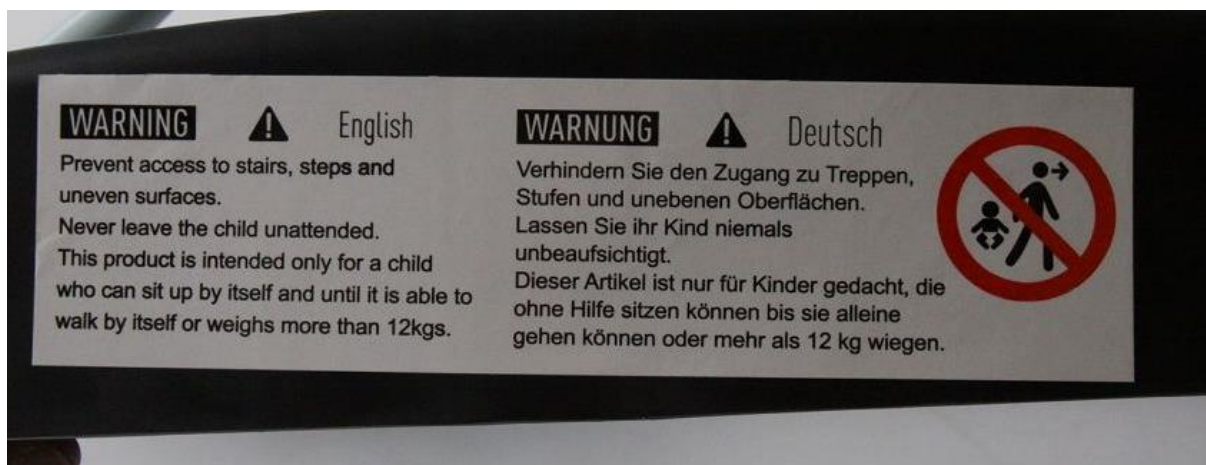 WARNING English
Prevent access to stairs, steps and
uneven surfaces.
Never leave the child unattended.
This product is intended only for a child
who can sit up by itself and until it is able to
walk by itself or weighs more than 12kgs.
WARNUNG Deutsch
Verhindern Sie den Zugang zu Treppen,
Stufen und unebenen Oberflächen.
Lassen Sie ihr Kind niemals
unbeaufsichtigt.
Dieser Artikel ist nur für Kinder gedacht, die
ohne Hilfe sitzen können bis sie alleine
gehen können oder mehr als 12 kg wiegen.